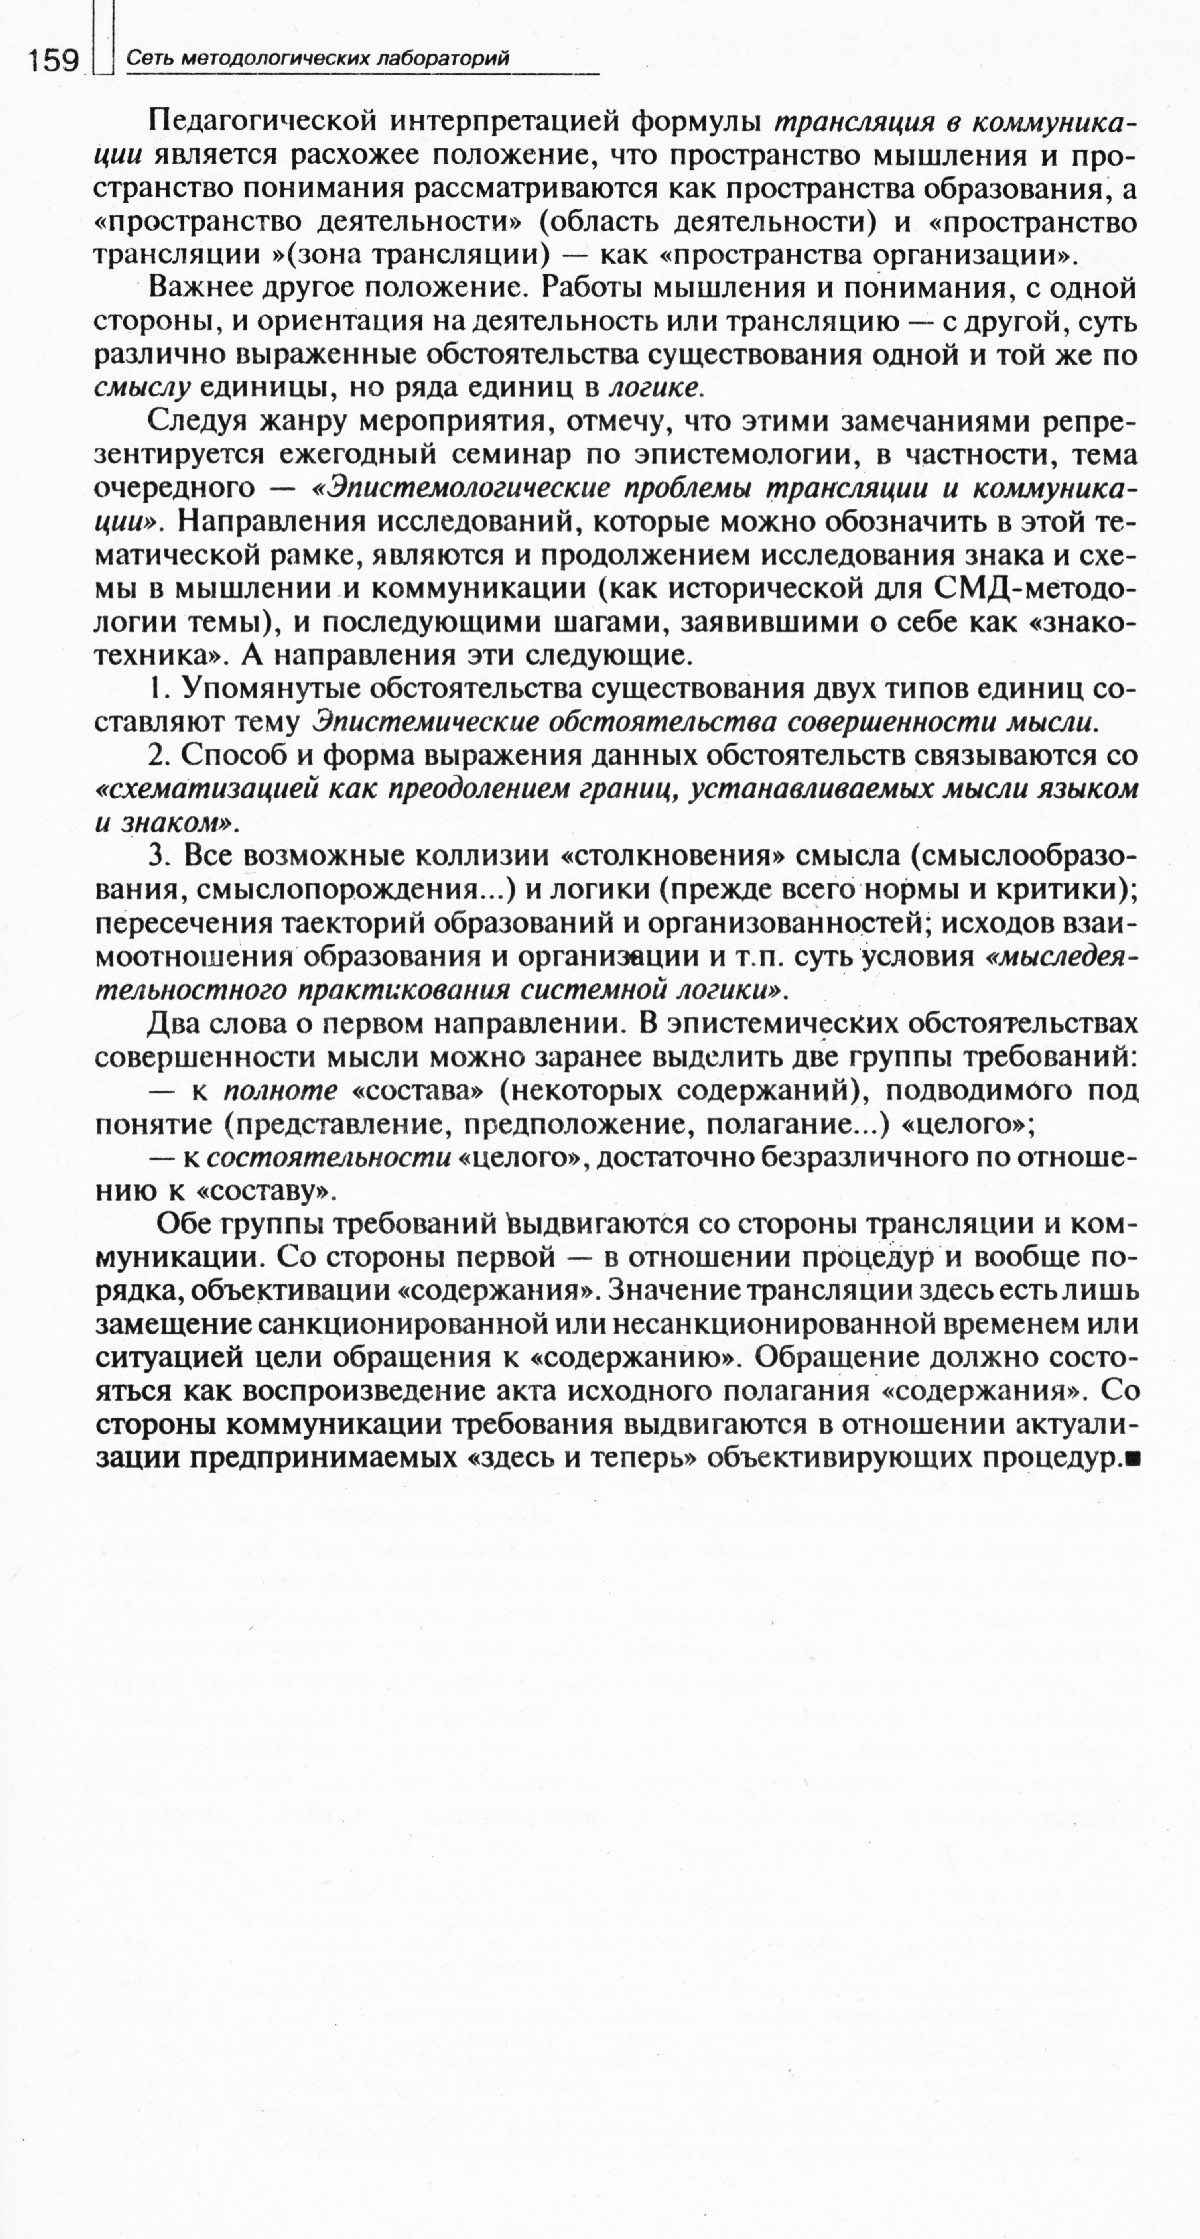 159 Сеть методологических лабораторий
Педагогической интерпретацией формулы трансляция в коммуника-
ции является расхожее положение, что пространство мышления и про-
странство понимания рассматриваются как пространства образования, а
«пространство деятельности» (область деятельности) и «пространство
трансляции »(зона трансляции) — как «пространства организации».
Важнее другое положение. Работы мышления и понимания, с одной
стороны, и ориентация на деятельность или трансляцию — с другой, суть
различно выраженные обстоятельства существования одной и той же по
смыслу единицы, но ряда единиц в логике.
Следуя жанру мероприятия, отмечу, что этими замечаниями репре-
зентируется ежегодный семинар по эпистемологии, в частности, тема
очередного — «Эпистемологические проблемы трансляции и коммуника-
ции». Направления исследований, которые можно обозначить в этой те-
матической рамке, являются и продолжением исследования знака и схе-
мы в мышлении и коммуникации (как исторической для СМД-методо-
логии темы), и последующими шагами, заявившими о себе как «знако-
техника». А направления эти следующие.
1. Упомянутые обстоятельства существования двух типов единиц со-
ставляют тему Эпистемические обстоятельства совершенности мысли.
2. Способ и форма выражения данных обстоятельств связываются со
«схематизацией как преодолением границ, устанавливаемых мысли языком
и знаком».
3. Все возможные коллизии «столкновения» смысла (смыслообразо-
вания, смыслопорождения...) и логики (прежде всего нормы и критики);
пересечения таекторий образований и организованностей; исходов взаи-
моотношения образования и организации и т.п. суть условия «мыследея-
тельностного практикования системной логики».
Два слова о первом направлении. В эпистемических обстоятельствах
совершенности мысли можно заранее выделить две группы требований:
— к полноте «состава» (некоторых содержаний), подводимого под
понятие (представление, предположение, полагание...) «целого»;
— к состоятельности «целого», достаточно безразличного по отноше-
нию к «составу».
Обе группы требований выдвигаются со стороны трансляции и ком-
муникации. Со стороны первой — в отношении процедур и вообще по-
рядка, объективации «содержания». Значение трансляции здесь есть лишь
замещение санкционированной или несанкционированной временем или
ситуацией цели обращения к «содержанию». Обращение должно состо-
яться как воспроизведение акта исходного полагания «содержания». Со
стороны коммуникации требования выдвигаются в отношении актуали-
зации предпринимаемых «здесь и теперь» объективирующих процедур.■